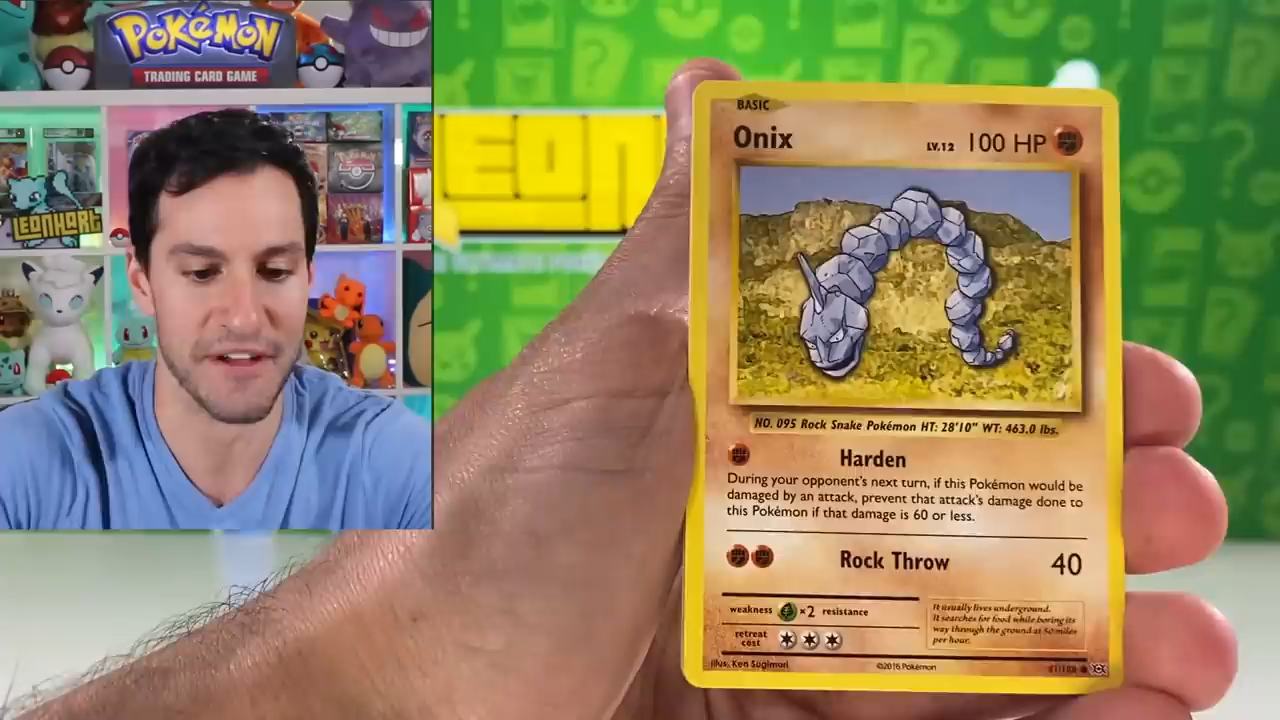 POKéMON
TRADING CARD GAME
LEONHART
LEON
BASIC
Onix
LV.12 100 HP
NO. 095 Rock Snake Pokémon HT: 28'10" WT: 463.0 lbs.
Harden
During your opponent's next turn, if this Pokémon would be
damaged by an attack, prevent that attack's damage done to
this Pokémon if that damage is 60 or less.
Rock Throw 40
weakness ×2 resistance
retreat
cost
It usually lives underground.
It searches for food while boring its
way through the ground at 50 miles
per hour.
Illus. Ken Sugimori ©2016 Pokémon 61/108